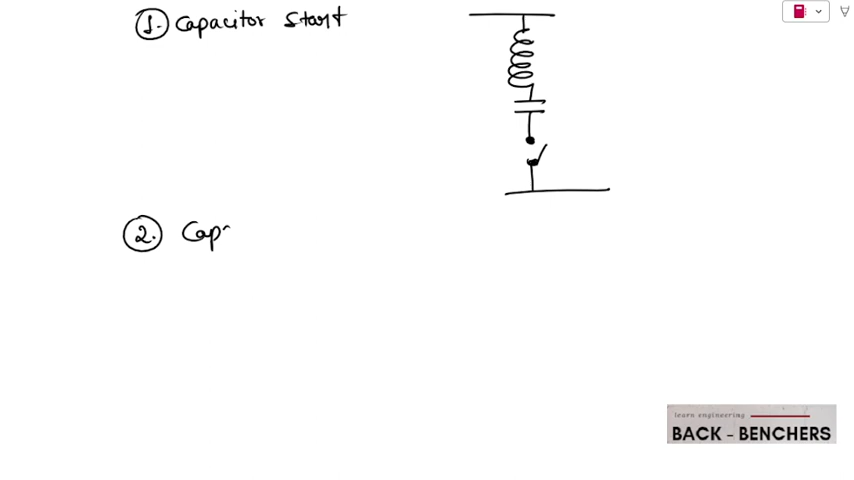 1. Capacitor Start
2. Cap
learn engineering
BACK - BENCHERS